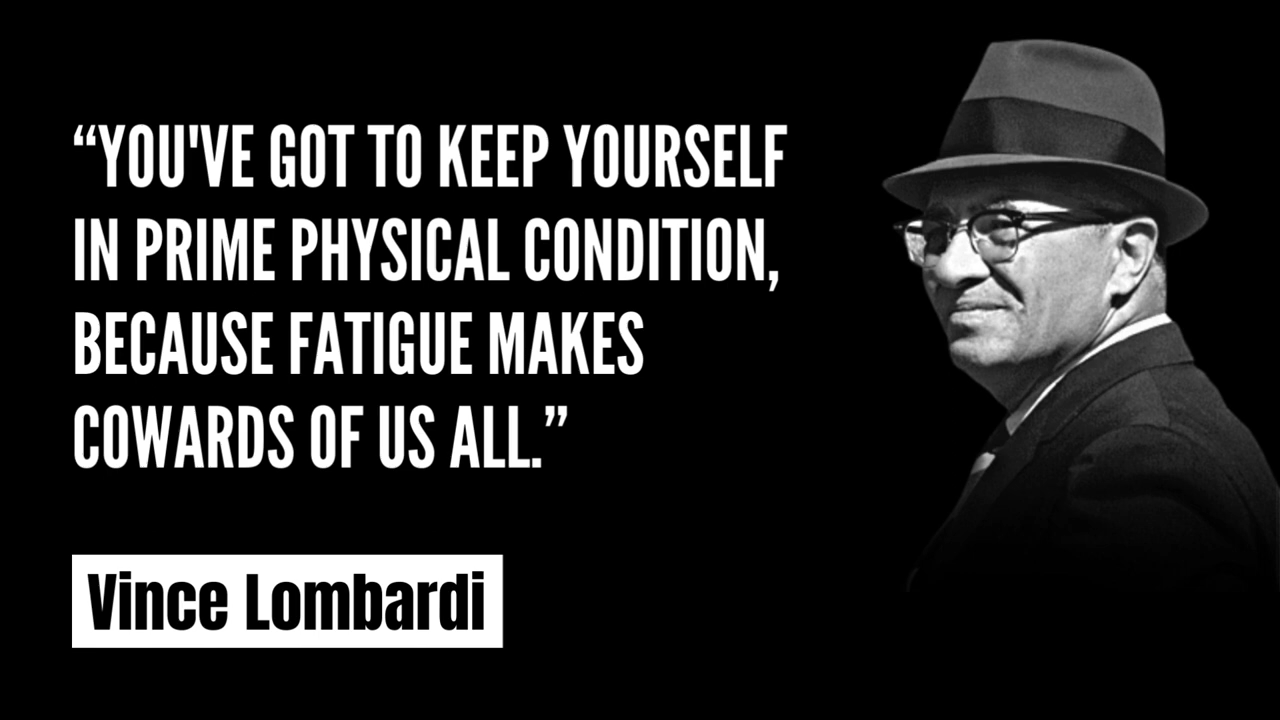 “YOU'VE GOT TO KEEP YOURSELF
IN PRIME PHYSICAL CONDITION,
BECAUSE FATIGUE MAKES
COWARDS OF US ALL.”
Vince Lombardi